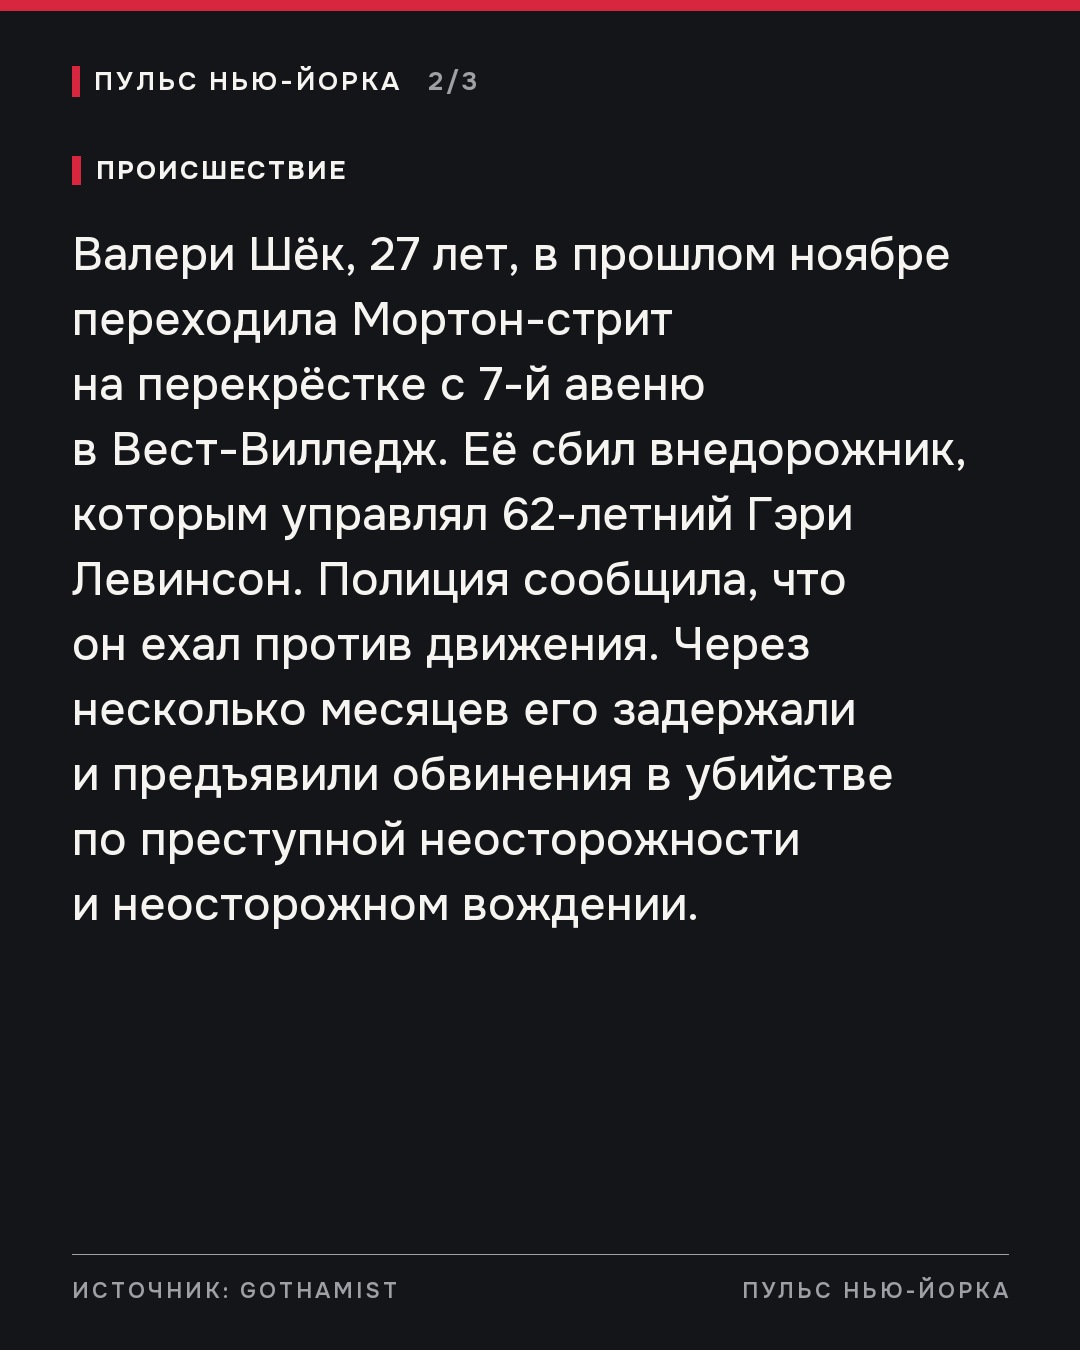 ПУЛЬС НЬЮ-ЙОРКА 2/3
ПРОИСШЕСТВИЕ
Валери Шёк, 27 лет, в прошлом ноябре
переходила Мортон-стрит
на перекрёстке с 7-й авеню
в Вест-Вилледж. Её сбил внедорожник,
которым управлял 62-летний Гэри
Левинсон. Полиция сообщила, что
он ехал против движения. Через
несколько месяцев его задержали
и предъявили обвинения в убийстве
по преступной неосторожности
и неосторожном вождении.
ИСТОЧНИК: GOTHAMIST
ПУЛЬС НЬЮ-ЙОРКА